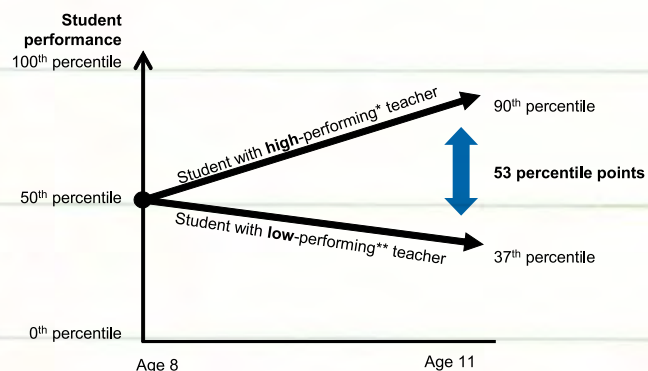 Student
performance
100th percentile
Student with high-performing* teacher
90th percentile
53 percentile points
50th percentile
Student with low-performing** teacher
37th percentile
0th percentile
Age 8
Age 11